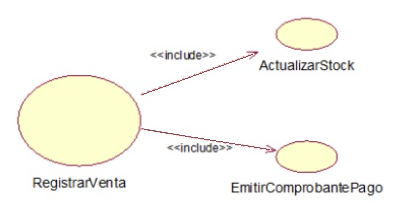 <<include>>
ActualizarStock
<<include>>
RegistrarVenta
EmitirComprobantePago